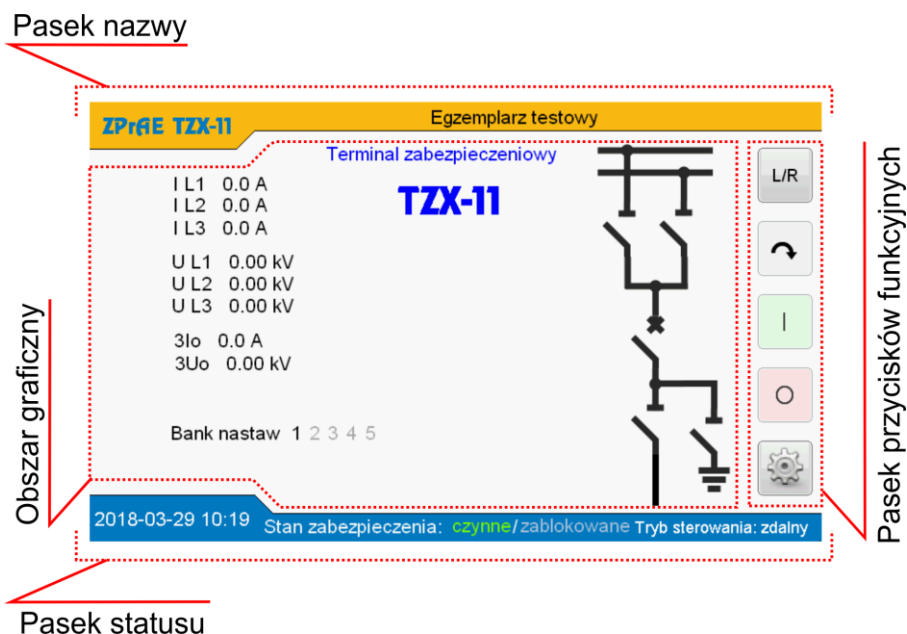 Pasek nazwy
ZPrAE TZX-11
Egzemplarz testowy
Terminal zabezpieczeniowy
TZX-11
I L1 0.0 A
I L2 0.0 A
I L3 0.0 A
U L1 0.00 kV
U L2 0.00 kV
U L3 0.00 kV
3Io 0.0 A
3Uo 0.00 kV
Bank nastaw 1 2 3 4 5
L/R
I
O
Obszar graficzny
Pasek przycisków funkcyjnych
2018-03-29 10:19 Stan zabezpieczenia: czynne/zablokowane Tryb sterowania: zdalny
Pasek statusu